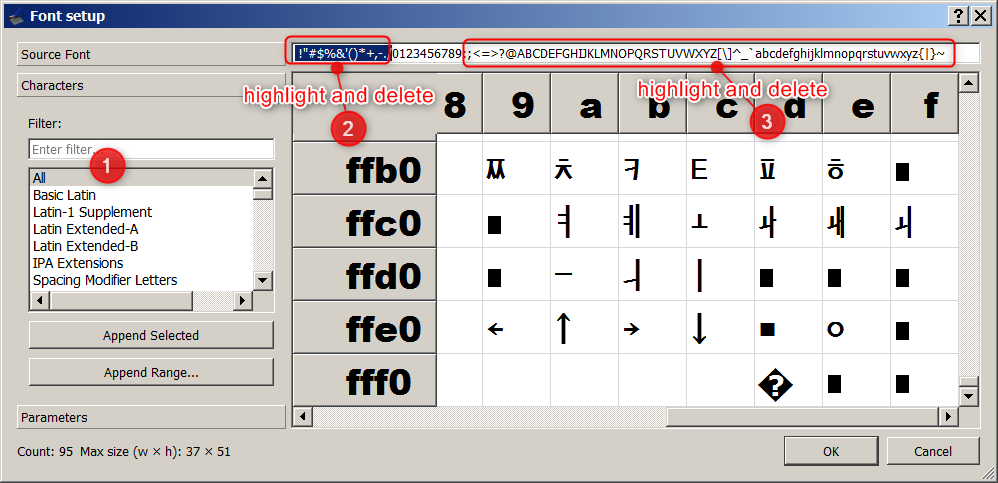 Font setup
Source Font
!"#$%&'()*+,-./0123456789:;<=>?@ABCDEFGHIJKLMNOPQRSTUVWXYZ[\]^_`abcdefghijklmnopqrstuvwxyz{|}~
Characters
highlight and delete
highlight and delete
2
3
Filter:
Enter filter.
1
All
Basic Latin
Latin-1 Supplement
Latin Extended-A
Latin Extended-B
IPA Extensions
Spacing Modifier Letters
Append Selected
Append Range...
Parameters
8 9 a b c d e f
ffb0 ㅉ ㅊ ㅋ ㅌ ㅍ ㅎ ■
ffc0 ■ ㅕ ㅖ ㅗ ㅘ ㅙ ㅚ
ffd0 ■ ㅡ ㅢ ㅣ ■ ■ ■
ffe0 ← ↑ → ↓ ■ ○ ■
fff0 � ■ ■
Count: 95 Max size (w × h): 37 × 51
OK
Cancel